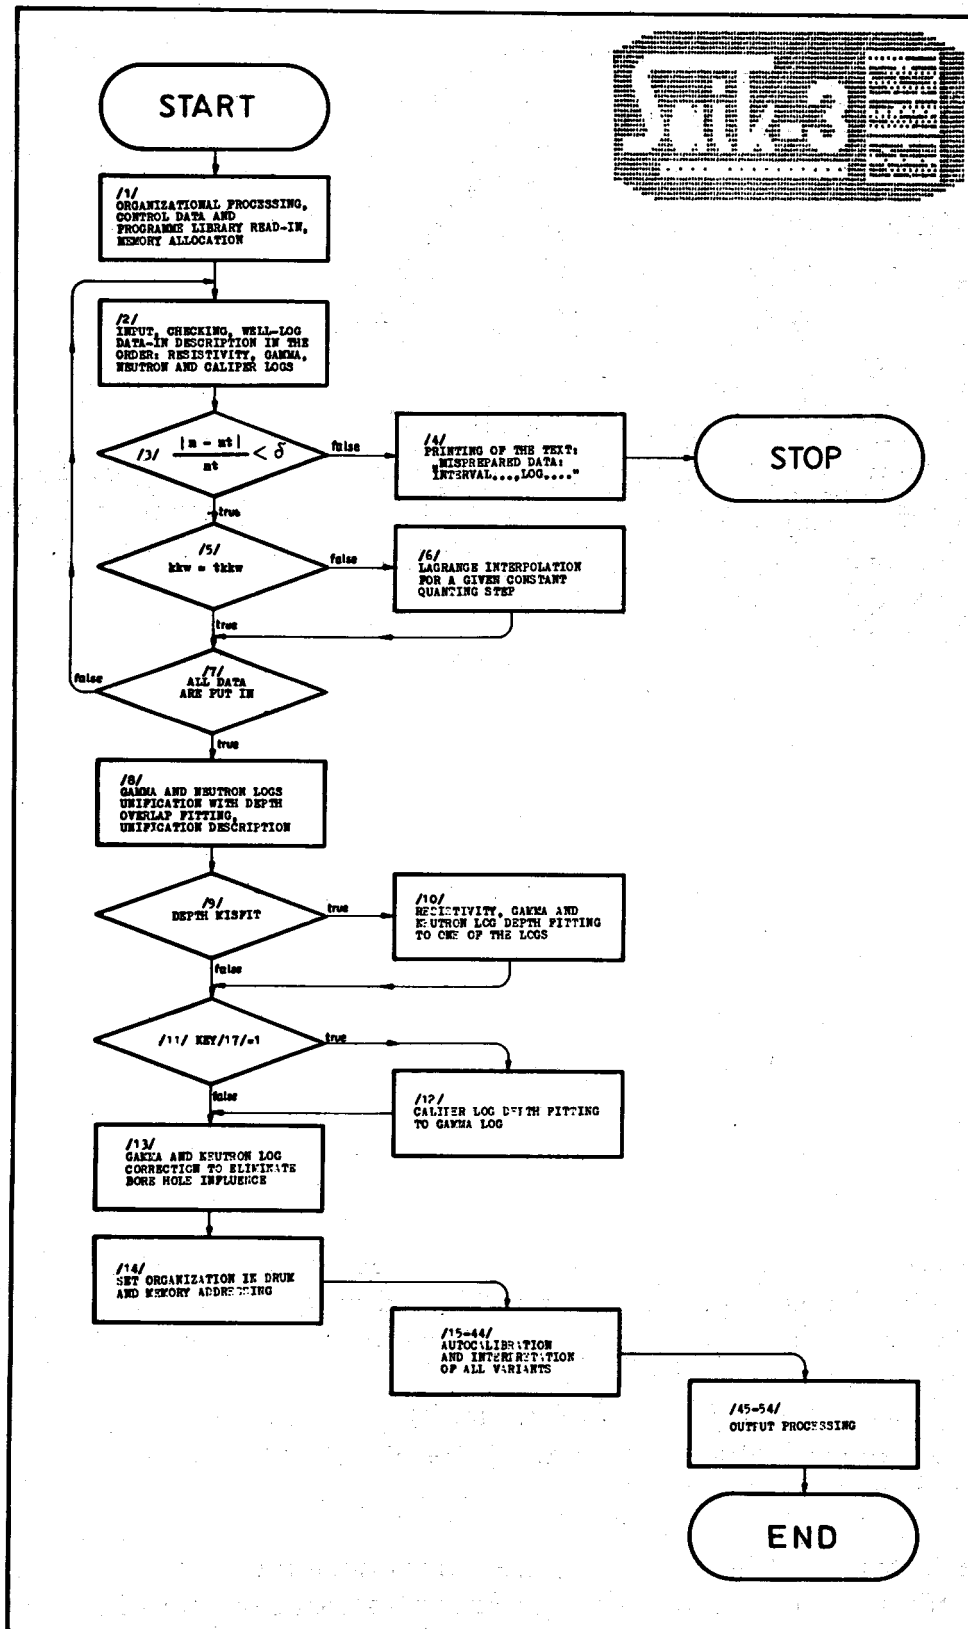 START
Saik-3
/1/
ORGANIZATIONAL PROCESSING,
CONTROL DATA AND
PROGRAMME LIBRARY READ-IN,
MEMORY ALLOCATION
/2/
INPUT, CHECKING, WELL-LOG
DATA-IN DESCRIPTION IN THE
ORDER: RESISTIVITY, GAMMA,
NEUTRON AND CALIPER LOGS
/3/ |n - nt| / nt < δ
false
/4/
PRINTING OF THE TEXT:
„MISPREPARED DATA:
INTERVAL...,LOG...."
STOP
true
/5/
kkw = tkkw
false
/6/
LAGRANGE INTERPOLATION
FOR A GIVEN CONSTANT
QUANTING STEP
true
/7/
ALL DATA
ARE PUT IN
false
true
/8/
GAMMA AND NEUTRON LOGS
UNIFICATION WITH DEPTH
OVERLAP FITTING,
UNIFICATION DESCRIPTION
/9/
DEPTH MISFIT
true
/10/
RESISTIVITY, GAMMA AND
NEUTRON LOG DEPTH FITTING
TO ONE OF THE LOGS
false
/11/ KEY/17/=1
true
/12/
CALIPER LOG DEPTH FITTING
TO GAMMA LOG
false
/13/
GAMMA AND NEUTRON LOG
CORRECTION TO ELIMINATE
BORE HOLE INFLUENCE
/14/
SET ORGANIZATION IN DRUM
AND MEMORY ADDRESSING
/15-44/
AUTOCALIBRATION
AND INTERPRETATION
OF ALL VARIANTS
/45-54/
OUTPUT PROCESSING
END